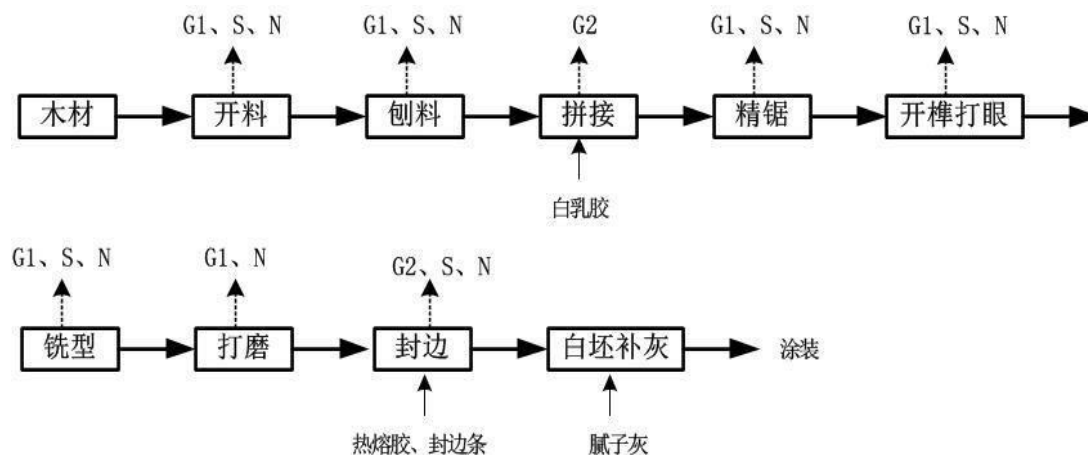 G1、S、N G1、S、N G2 G1、S、N G1、S、N
木材 开料 刨料 拼接 精锯 开榫打眼
白乳胶
G1、S、N G1、N G2、S、N
铣型 打磨 封边 白坯补灰 涂装
热熔胶、封边条 腻子灰